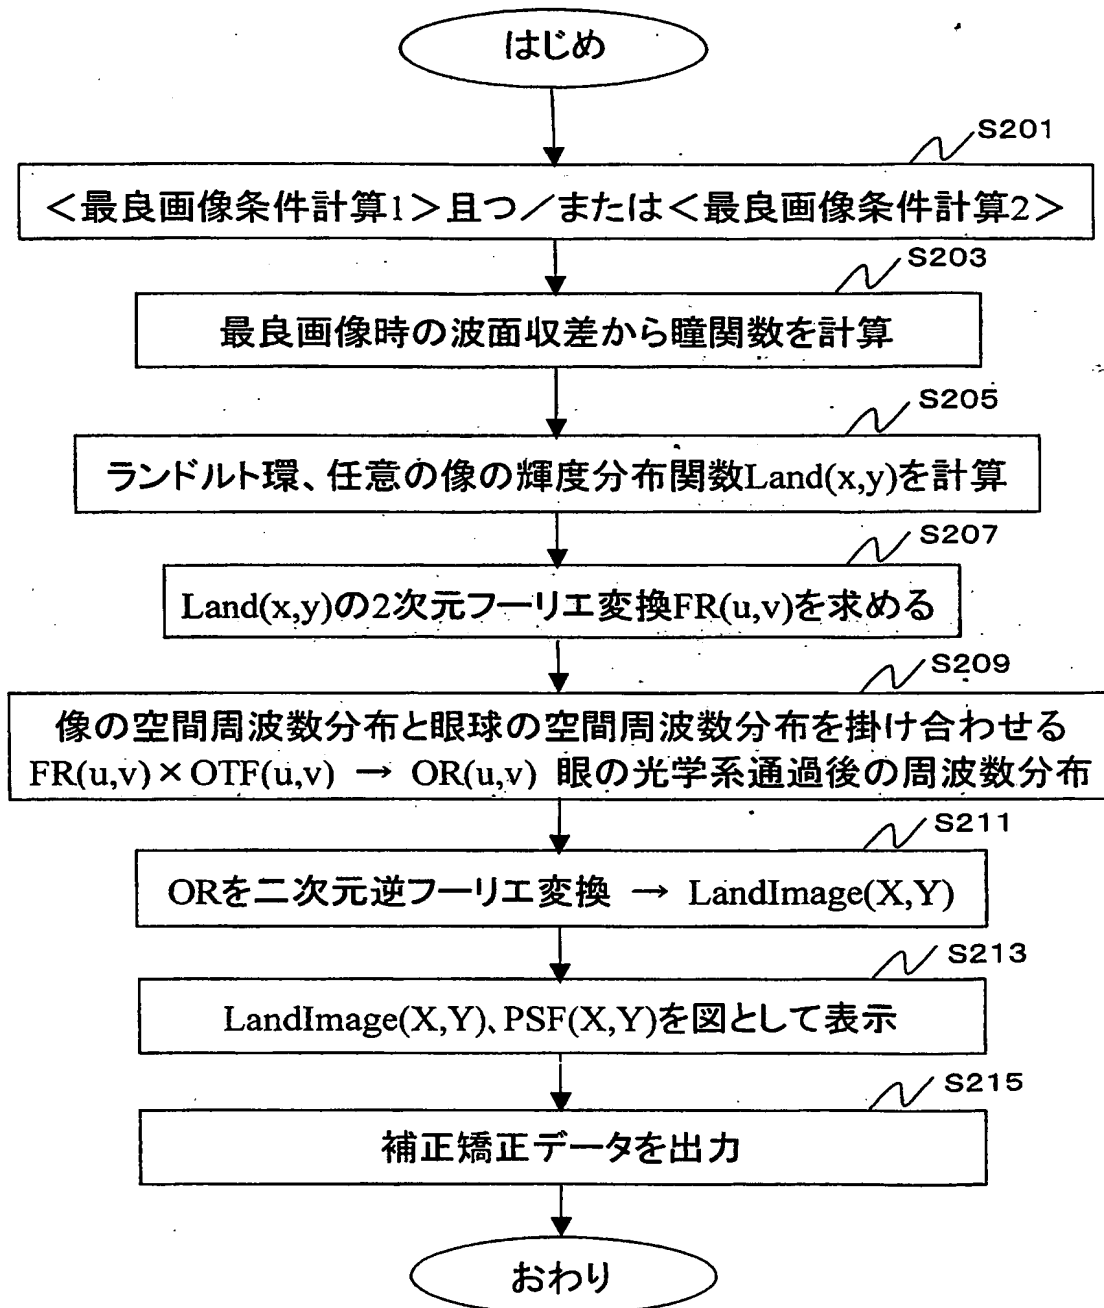 はじめ
S201
＜最良画像条件計算1＞且つ／または＜最良画像条件計算2＞
S203
最良画像時の波面収差から瞳関数を計算
S205
ランドルト環、任意の像の輝度分布関数Land(x,y)を計算
S207
Land(x,y)の2次元フーリエ変換FR(u,v)を求める
S209
像の空間周波数分布と眼球の空間周波数分布を掛け合わせる
FR(u,v)×OTF(u,v) → OR(u,v) 眼の光学系通過後の周波数分布
S211
ORを二次元逆フーリエ変換 → LandImage(X,Y)
S213
LandImage(X,Y)、PSF(X,Y)を図として表示
S215
補正矯正データを出力
おわり